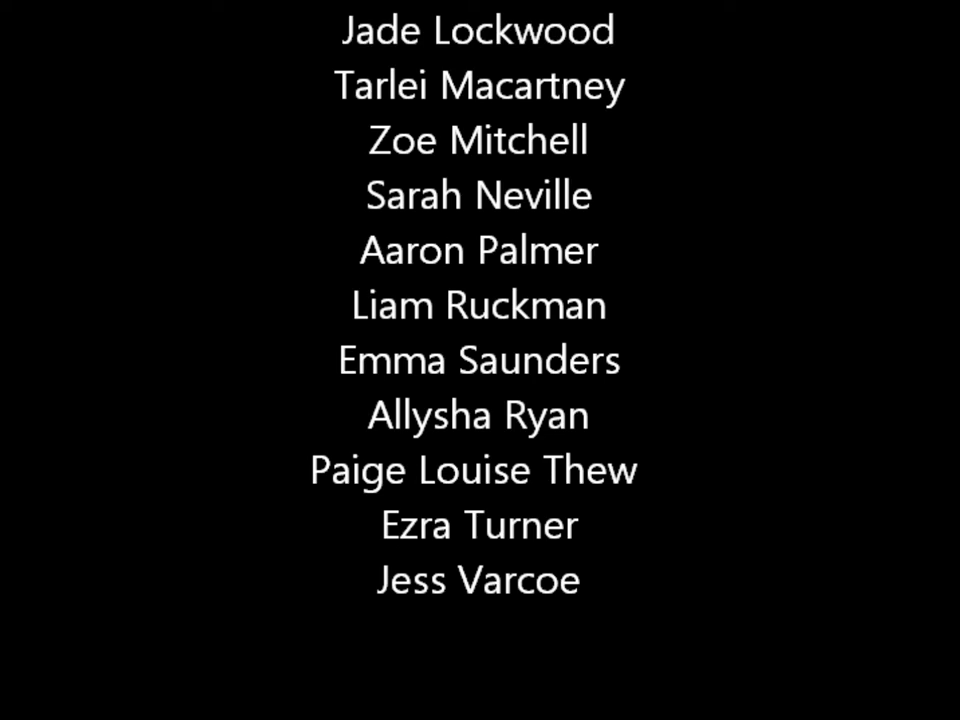 Jade Lockwood
Tarlei Macartney
Zoe Mitchell
Sarah Neville
Aaron Palmer
Liam Ruckman
Emma Saunders
Allysha Ryan
Paige Louise Thew
Ezra Turner
Jess Varcoe